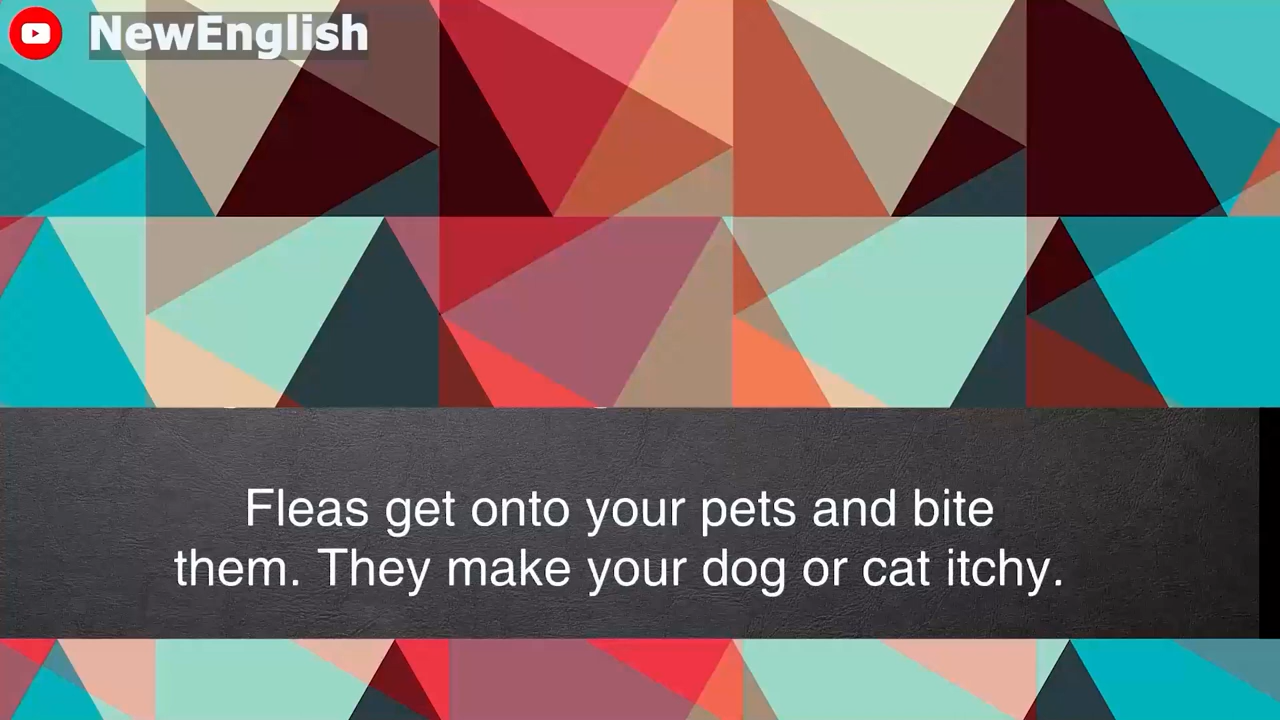 NewEnglish
Fleas get onto your pets and bite
them. They make your dog or cat itchy.